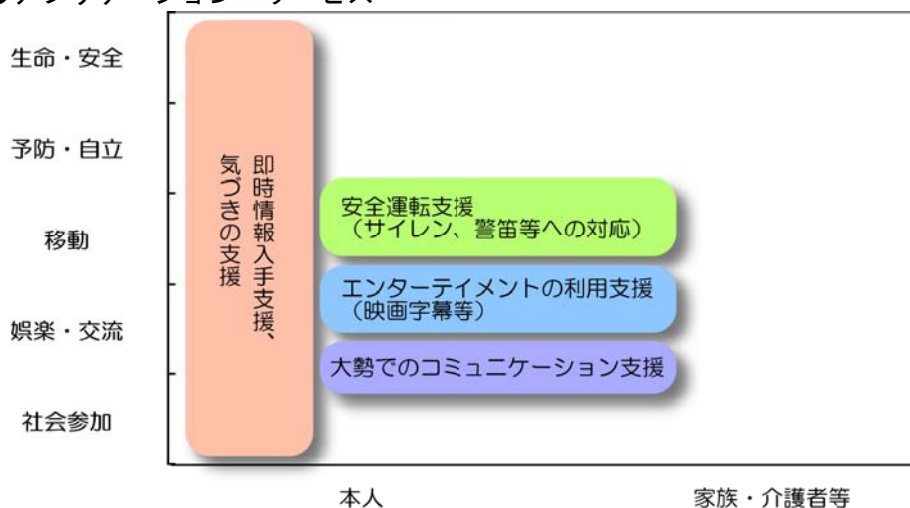 生命・安全
予防・自立
移動
娯楽・交流
社会参加
即時情報入手支援、
気づきの支援
安全運転支援
（サイレン、警笛等への対応）
エンターテイメントの利用支援
（映画字幕等）
大勢でのコミュニケーション支援
本人
家族・介護者等